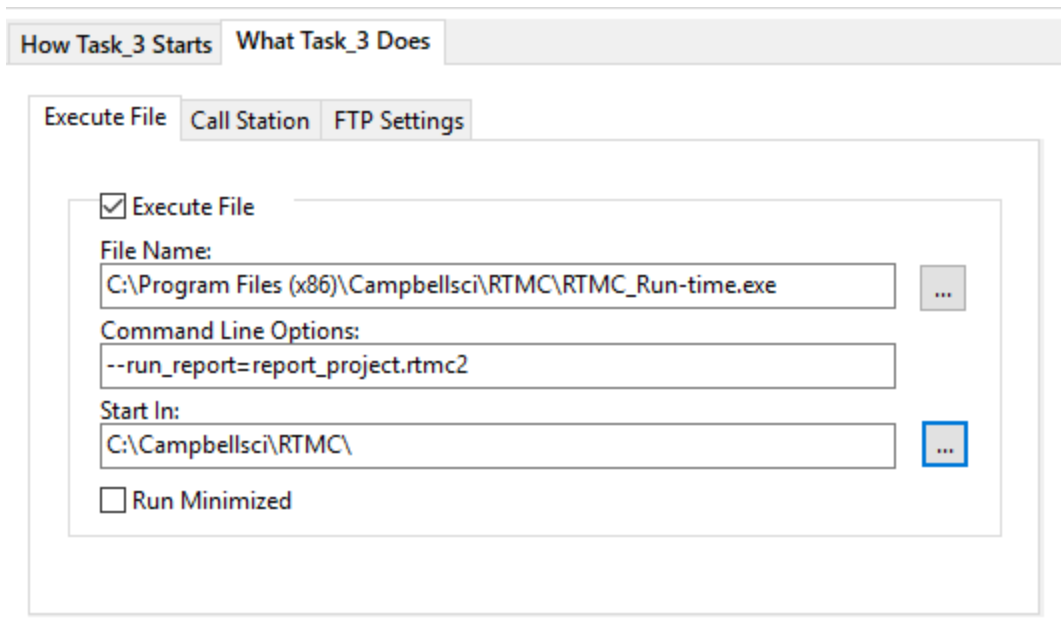 How Task_3 Starts What Task_3 Does
Execute File Call Station FTP Settings
Execute File
File Name:
C:\Program Files (x86)\Campbellsci\RTMC\RTMC_Run-time.exe ...
Command Line Options:
--run_report=report_project.rtmc2
Start In:
C:\Campbellsci\RTMC\ ...
Run Minimized